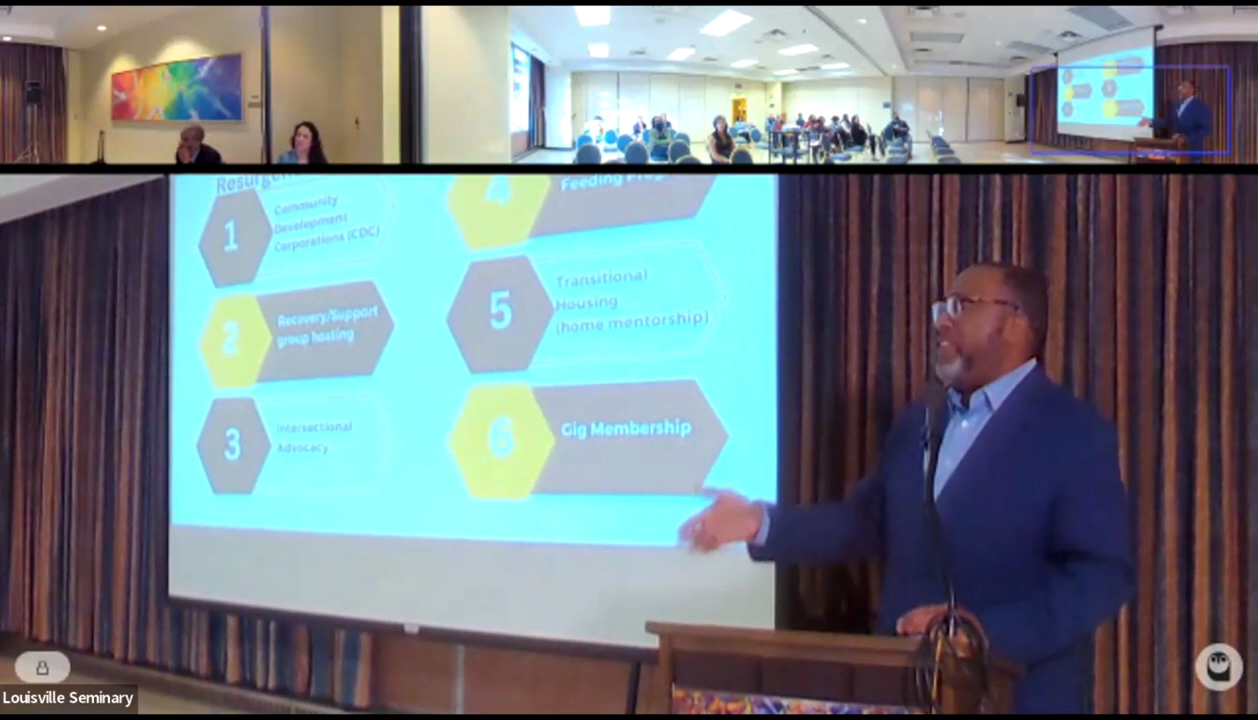 1
Community
Development
Corporations (CDC)
2
Recovery/Support
group hosting
3
Intersectional
Advocacy
4
Feeding
5
Transitional
Housing
(home mentorship)
6
Gig Membership
Louisville Seminary